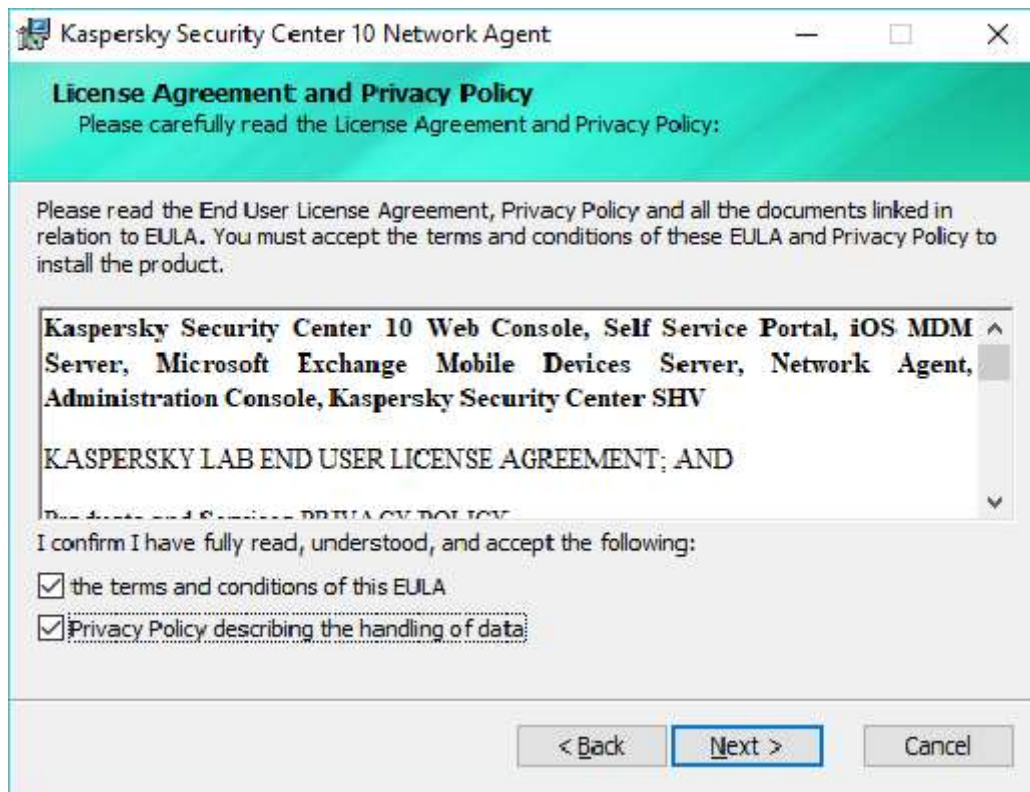 Kaspersky Security Center 10 Network Agent
License Agreement and Privacy Policy
Please carefully read the License Agreement and Privacy Policy:
Please read the End User License Agreement, Privacy Policy and all the documents linked in
relation to EULA. You must accept the terms and conditions of these EULA and Privacy Policy to
install the product.
Kaspersky Security Center 10 Web Console, Self Service Portal, iOS MDM
Server, Microsoft Exchange Mobile Devices Server, Network Agent,
Administration Console, Kaspersky Security Center SHV
KASPERSKY LAB END USER LICENSE AGREEMENT; AND
Products and Services PRIVACY POLICY
I confirm I have fully read, understood, and accept the following:
the terms and conditions of this EULA
Privacy Policy describing the handling of data
< Back
Next >
Cancel